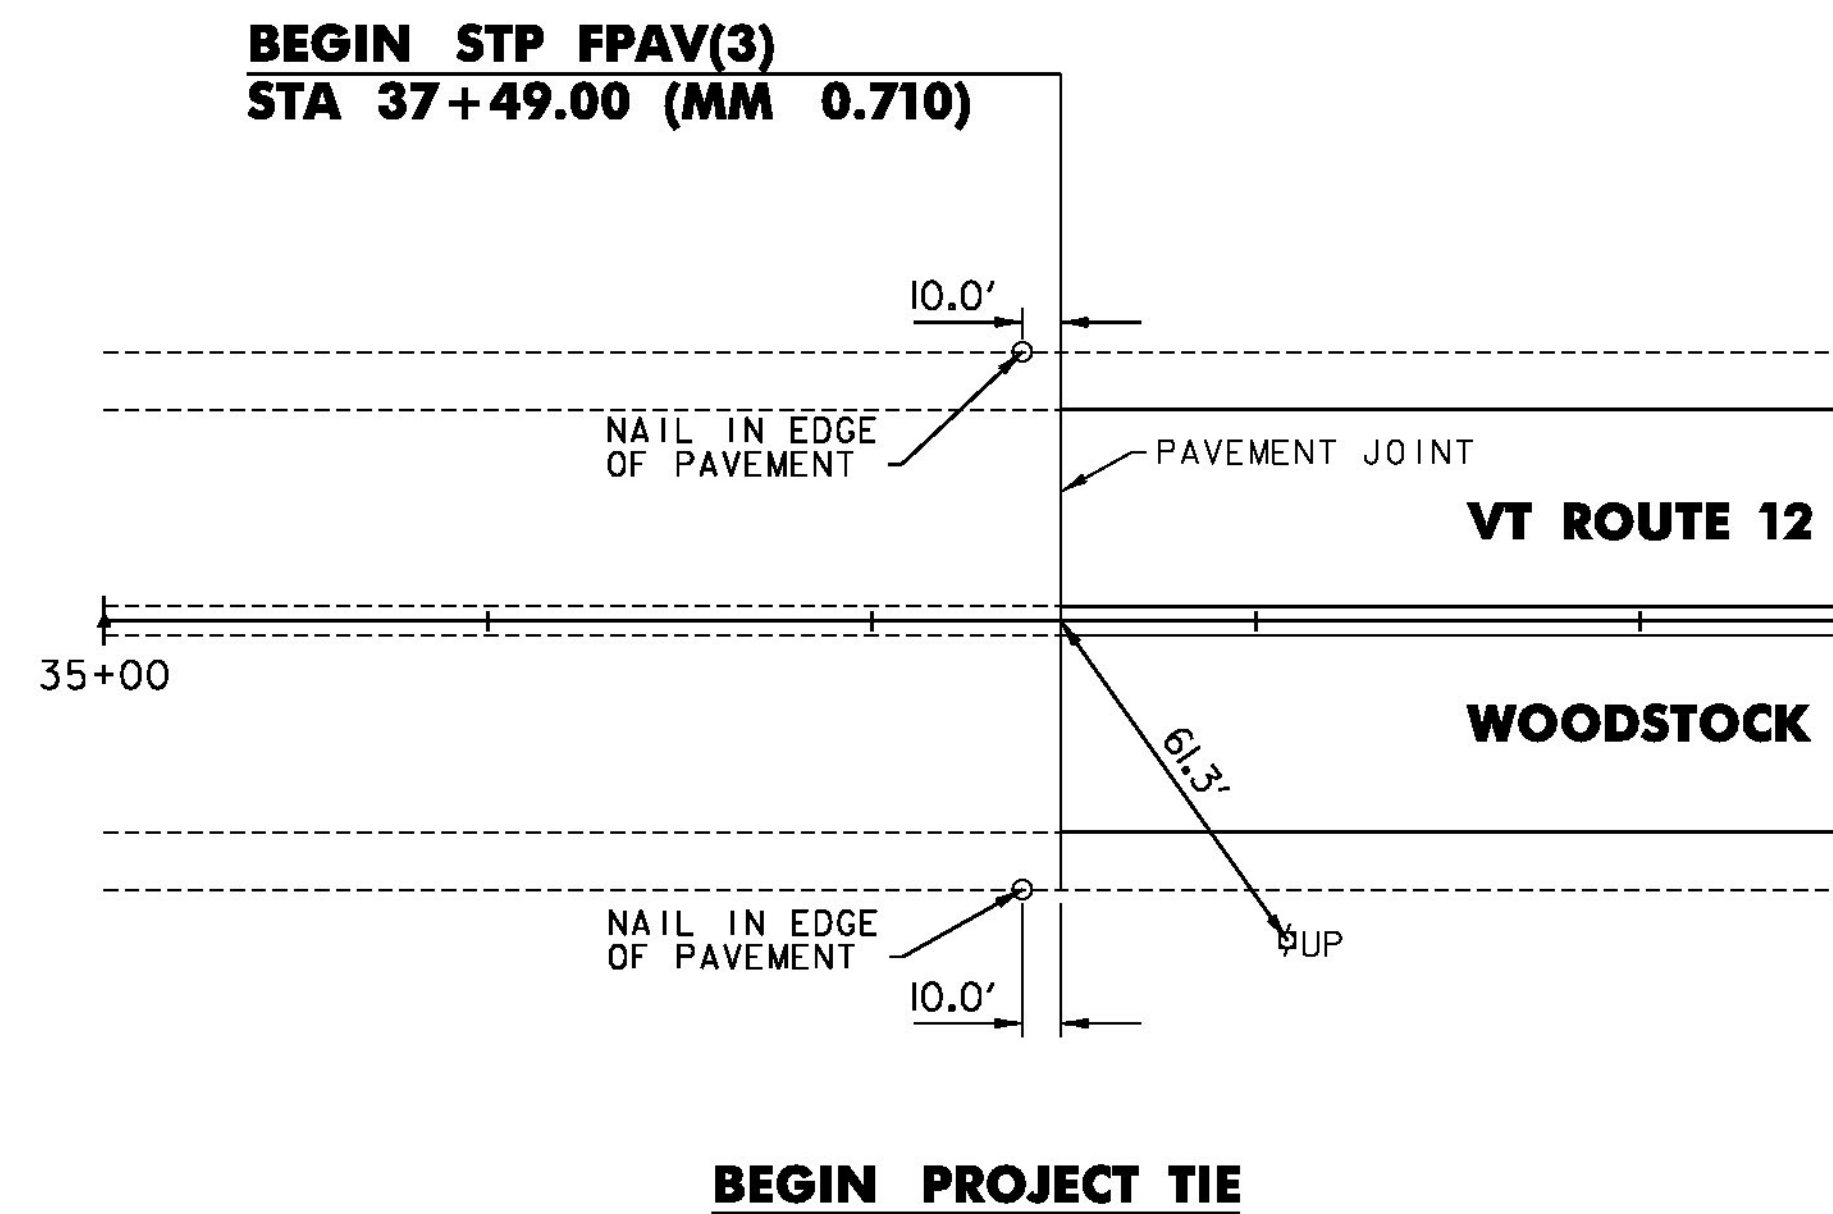 BEGIN STP FPAV(3)
STA 37+49.00 (MM 0.710)
10.0'
NAIL IN EDGE
OF PAVEMENT
PAVEMENT JOINT
VT ROUTE 12
35+00
WOODSTOCK
61.3'
NAIL IN EDGE
OF PAVEMENT
UP
10.0'
BEGIN PROJECT TIE